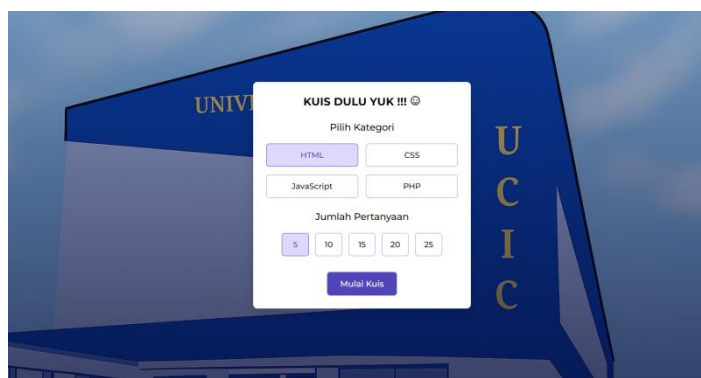 UNIV
KUIS DULU YUK !!! ☺
Pilih Kategori
HTML
CSS
JavaScript
PHP
Jumlah Pertanyaan
5
10
15
20
25
Mulai Kuis
U
C
I
C